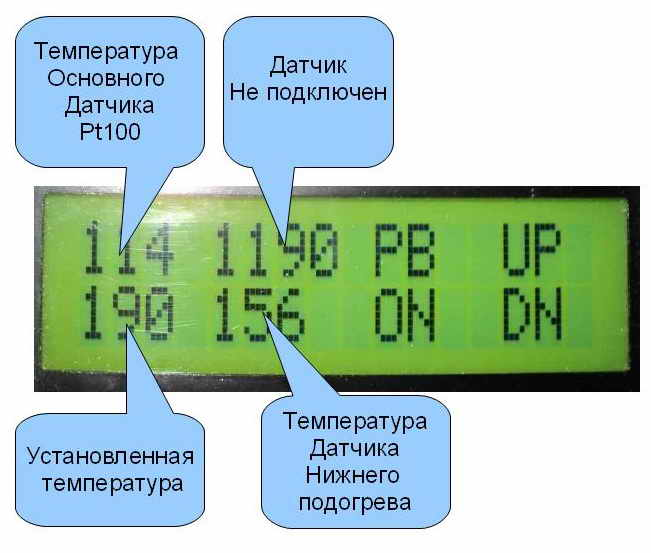 Температура
Основного
Датчика
Pt100
Датчик
Не подключен
114 1190 PB UP
190 156 ON DN
Установленная
температура
Температура
Датчика
Нижнего
подогрева